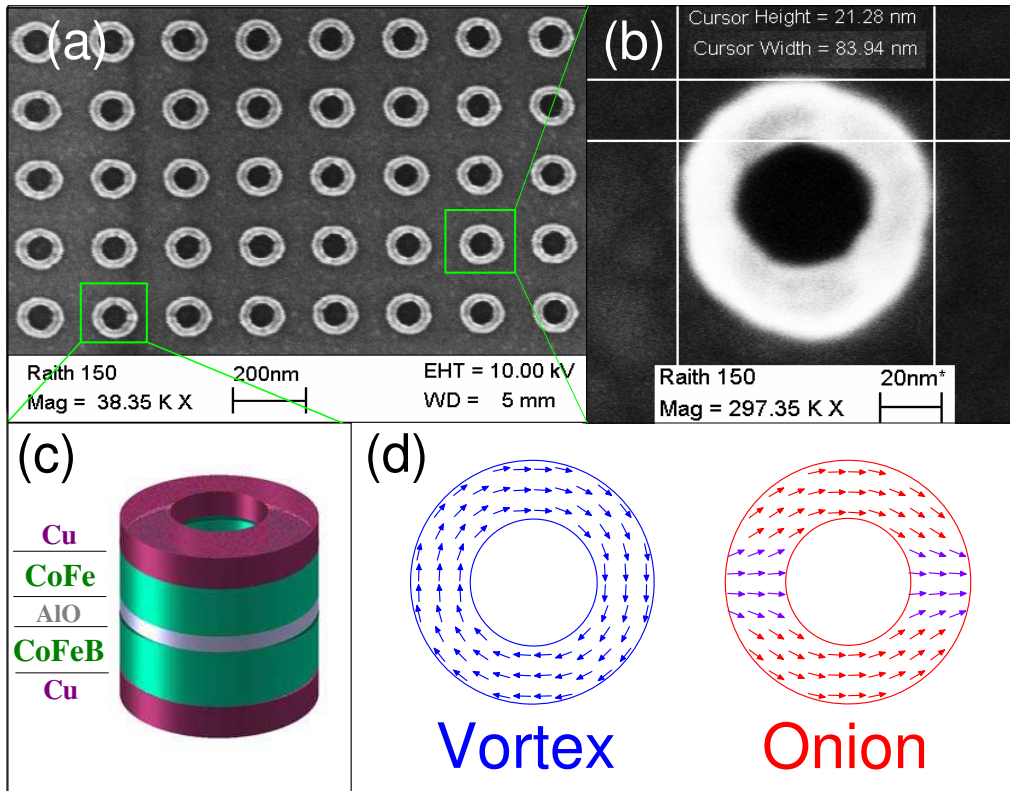 (a)
Raith 150
Mag = 38.35 K X
200nm
EHT = 10.00 kV
WD = 5 mm
(b)
Cursor Height = 21.28 nm
Cursor Width = 83.94 nm
Raith 150
Mag = 297.35 K X
20nm*
(c)
Cu
CoFe
AlO
CoFeB
Cu
(d)
Vortex
Onion